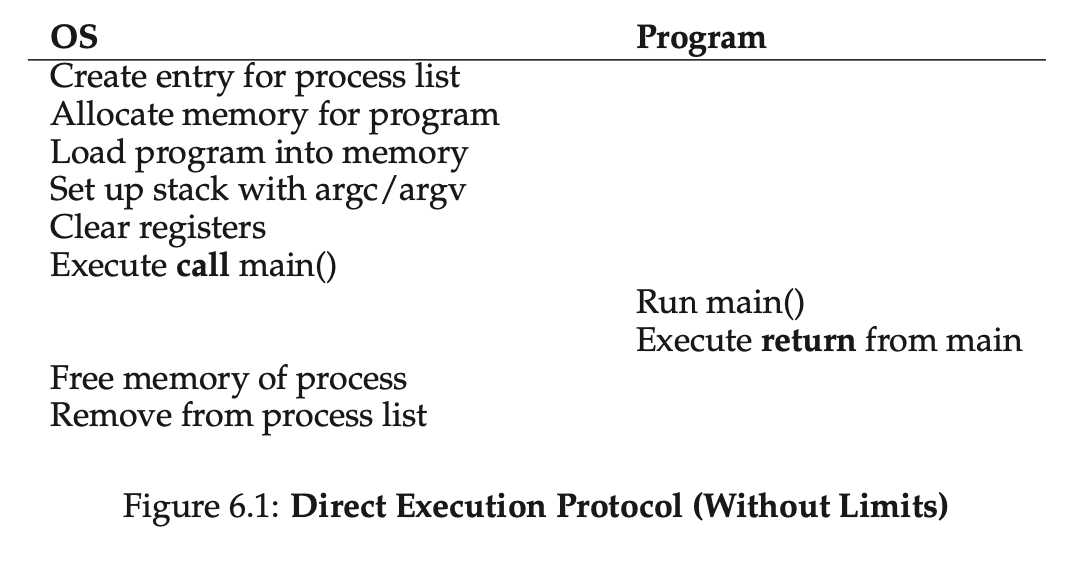 OS Program
Create entry for process list
Allocate memory for program
Load program into memory
Set up stack with argc/argv
Clear registers
Execute call main()
Run main()
Execute return from main
Free memory of process
Remove from process list
Figure 6.1: Direct Execution Protocol (Without Limits)